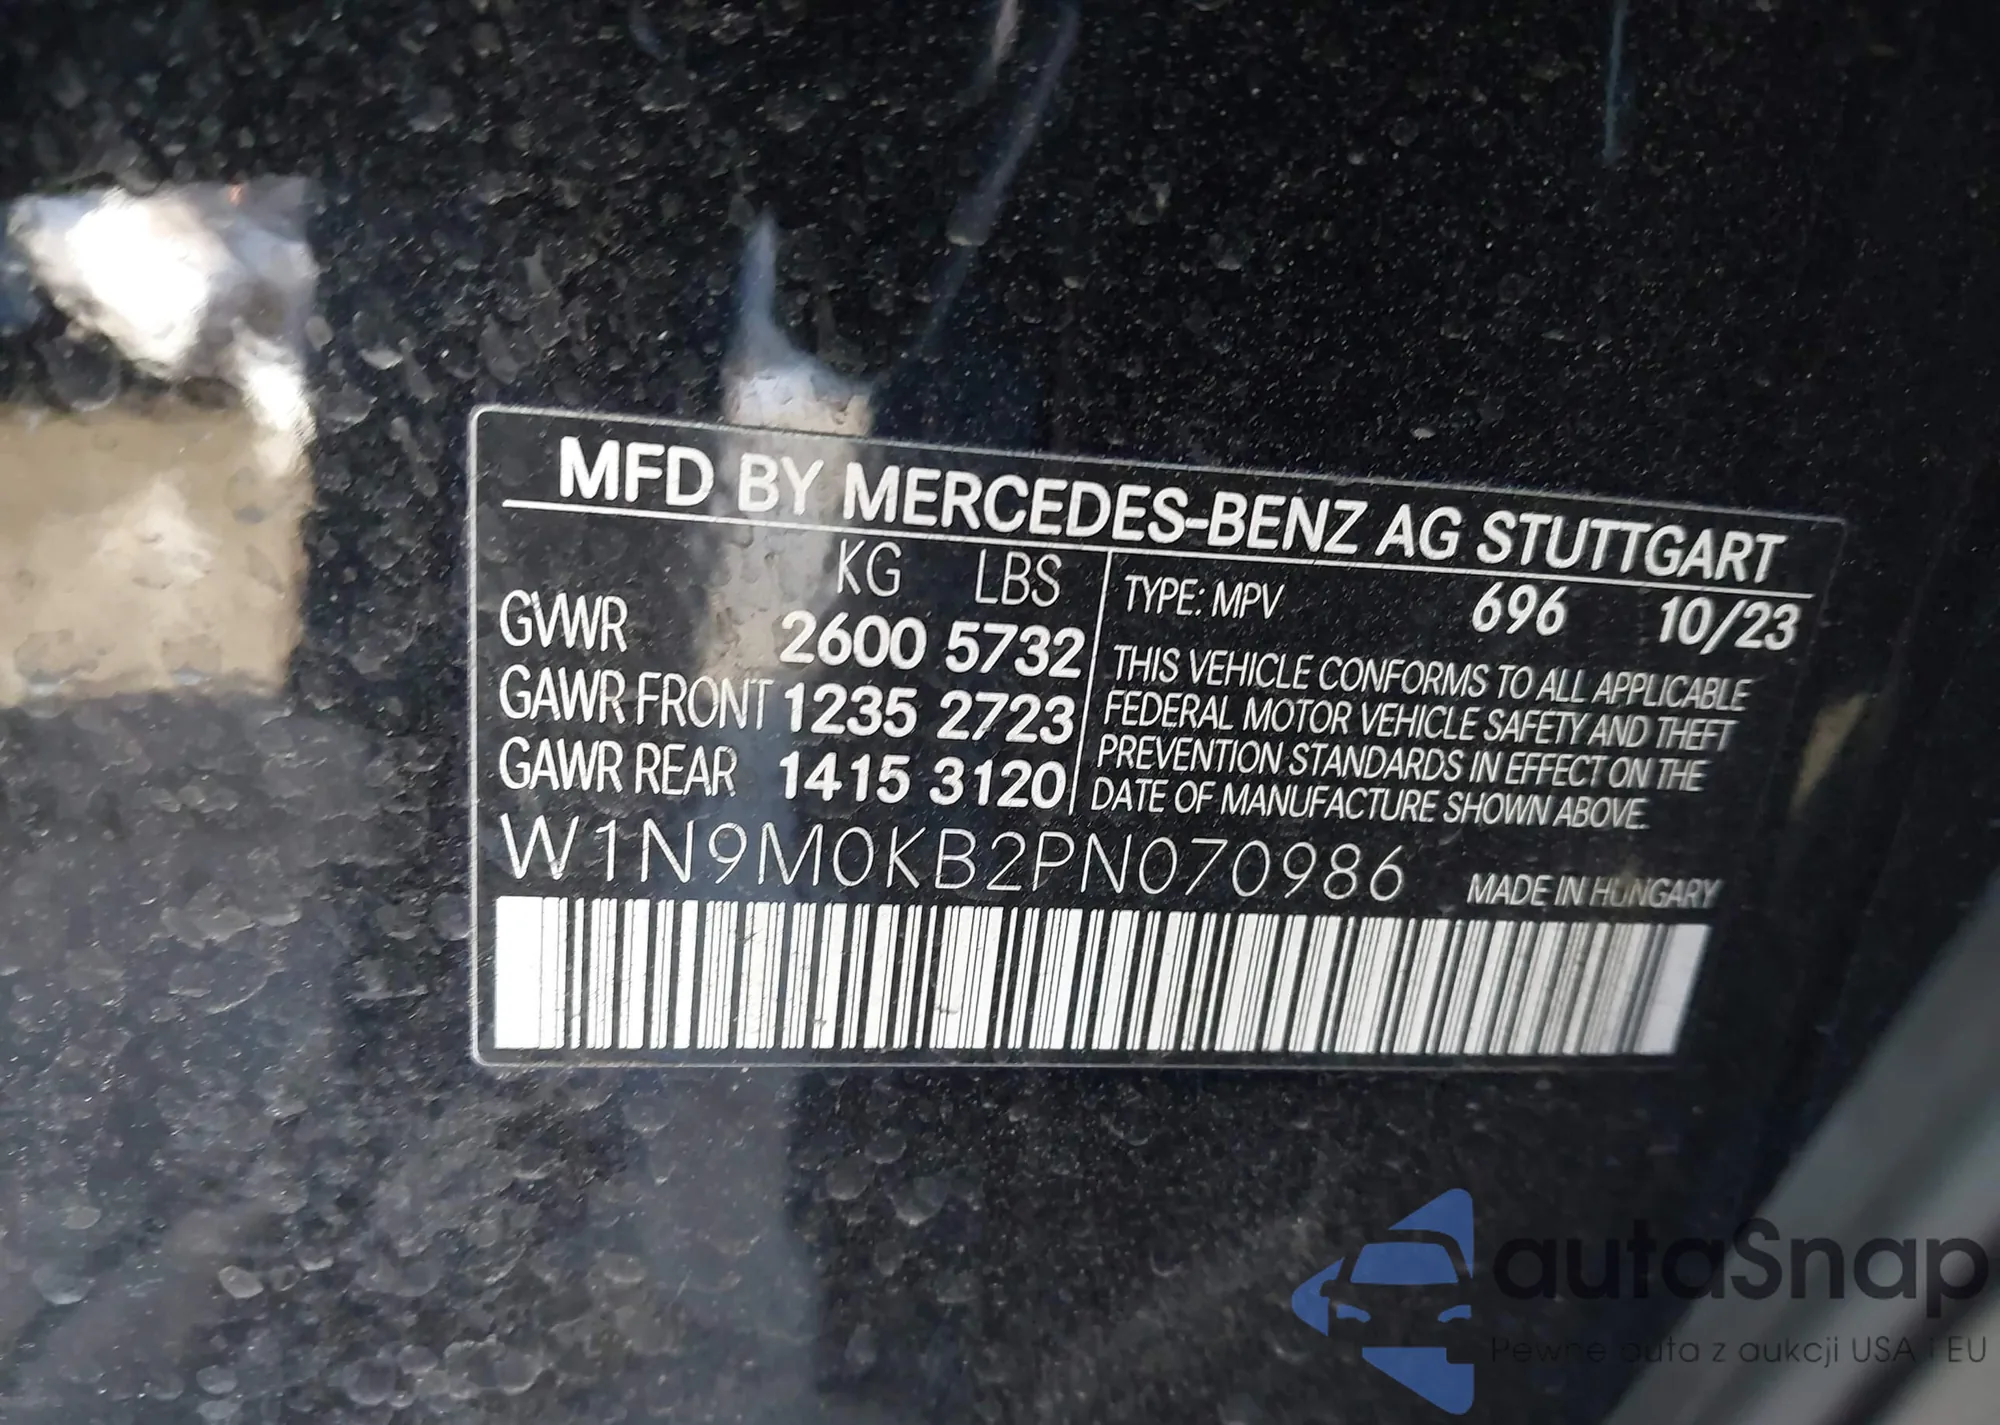 MFD BY MERCEDES-BENZ AG STUTTGART
KG LBS
GVWR 2600 5732
GAWR FRONT 1235 2723
GAWR REAR 1415 3120
TYPE: MPV 696 10/23
THIS VEHICLE CONFORMS TO ALL APPLICABLE
FEDERAL MOTOR VEHICLE SAFETY AND THEFT
PREVENTION STANDARDS IN EFFECT ON THE
DATE OF MANUFACTURE SHOWN ABOVE.
W1N9M0KB2PN070986
MADE IN HUNGARY
autaSnap
Pewne auta z aukcji USA i EU